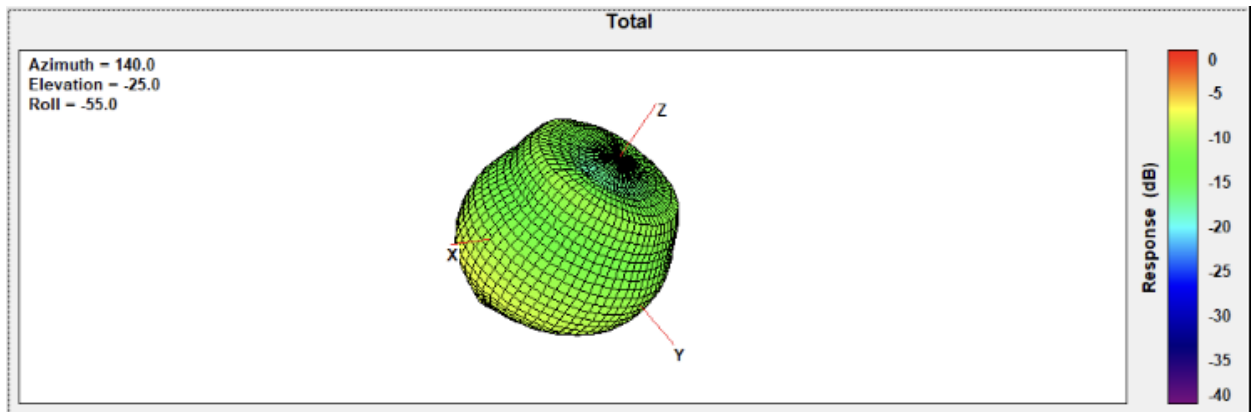 Total
Azimuth = 140.0
Elevation = -25.0
Roll = -55.0
Z
X
Y
Response (dB)
0
-5
-10
-15
-20
-25
-30
-35
-40